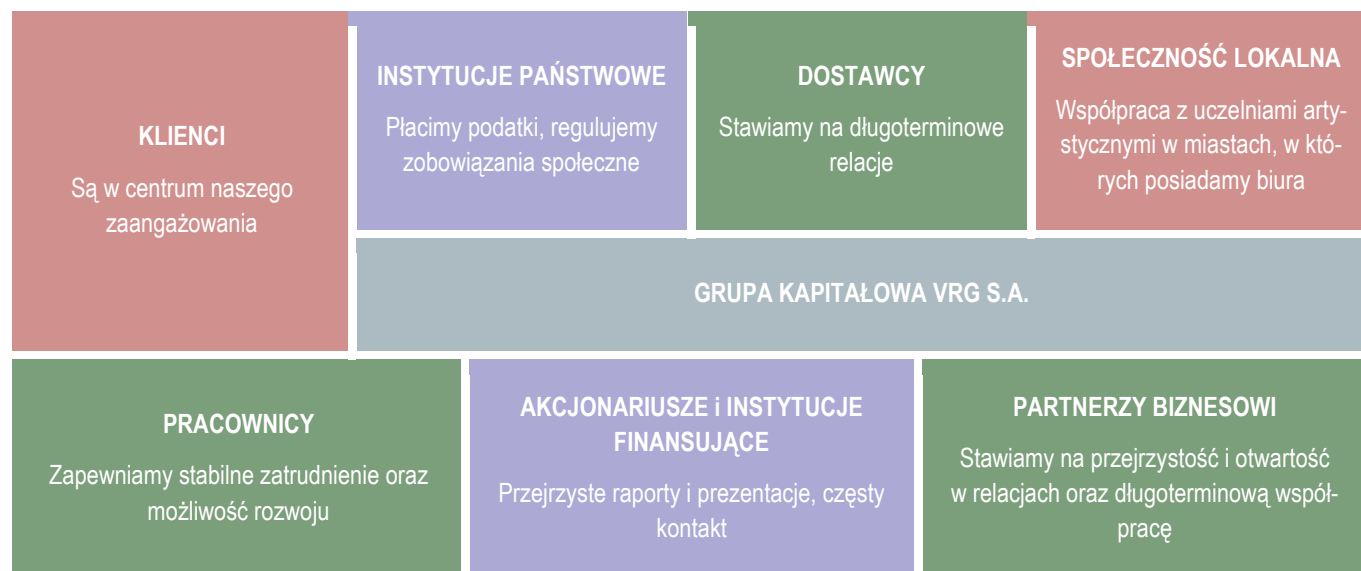 KLIENCI
Są w centrum naszego
zaangażowania
INSTYTUCJE PAŃSTWOWE
Płacimy podatki, regulujemy
zobowiązania społeczne
DOSTAWCY
Stawiamy na długoterminowe
relacje
SPOŁECZNOŚĆ LOKALNA
Współpraca z uczelniami arty-
stycznymi w miastach, w któ-
rych posiadamy biura
GRUPA KAPITAŁOWA VRG S.A.
PRACOWNICY
Zapewniamy stabilne zatrudnienie oraz
możliwość rozwoju
AKCJONARIUSZE i INSTYTUCJE
FINANSUJĄCE
Przejrzyste raporty i prezentacje, częsty
kontakt
PARTNERZY BIZNESOWI
Stawiamy na przejrzystość i otwartość
w relacjach oraz długoterminową współ-
pracę